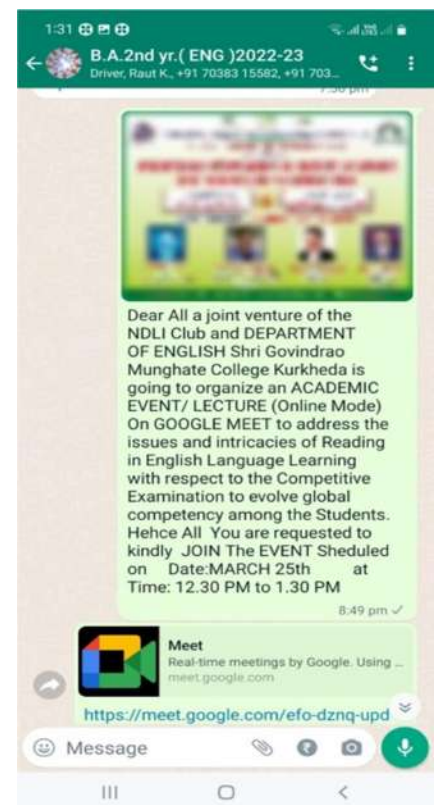 1:31
B.A.2nd yr.( ENG )2022-23
Driver, Raut K., +91 70383 15582, +91 703...
7:50 pm
Dear All a joint venture of the
NDLI Club and DEPARTMENT
OF ENGLISH Shri Govindrao
Munghate College Kurkheda is
going to organize an ACADEMIC
EVENT/ LECTURE (Online Mode)
On GOOGLE MEET to address the
issues and intricacies of Reading
in English Language Learning
with respect to the Competitive
Examination to evolve global
competency among the Students.
Hehce All You are requested to
kindly JOIN The EVENT Sheduled
on Date:MARCH 25th at
Time: 12.30 PM to 1.30 PM
8:49 pm
Meet
Real-time meetings by Google. Using ...
meet.google.com
https://meet.google.com/efo-dznq-upd
Message